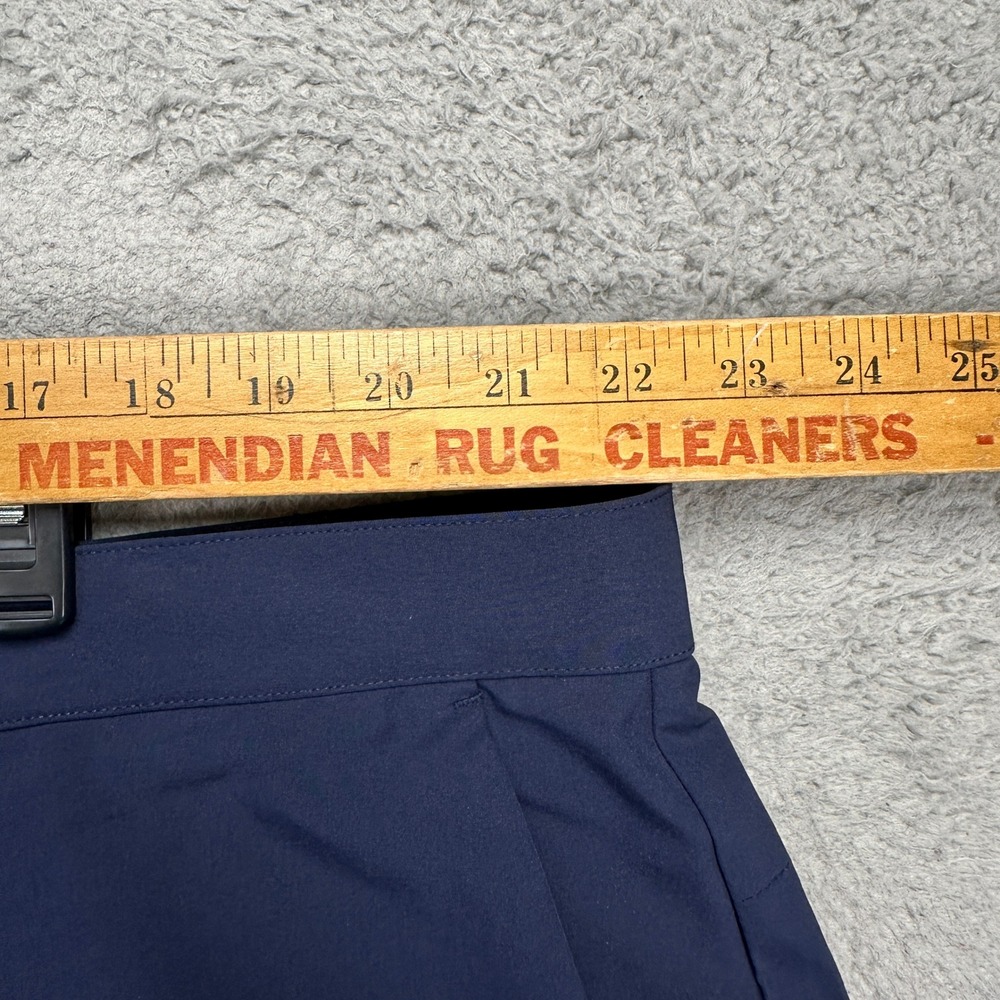 17 18 19 20 21 22 23 24 25
MENENDIAN RUG CLEANERS -